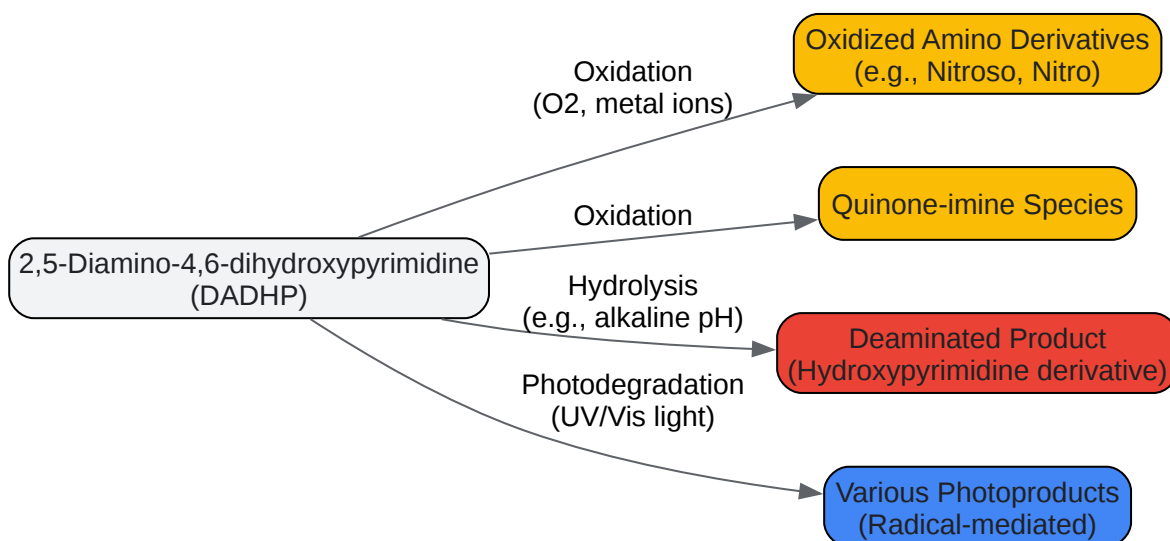 Oxidized Amino Derivatives
(e.g., Nitroso, Nitro)
Oxidation
(O2, metal ions)
Quinone-imine Species
Oxidation
2,5-Diamino-4,6-dihydroxypyrimidine
(DADHP)
Hydrolysis
(e.g., alkaline pH)
Deaminated Product
(Hydroxypyrimidine derivative)
Photodegradation
(UV/Vis light)
Various Photoproducts
(Radical-mediated)